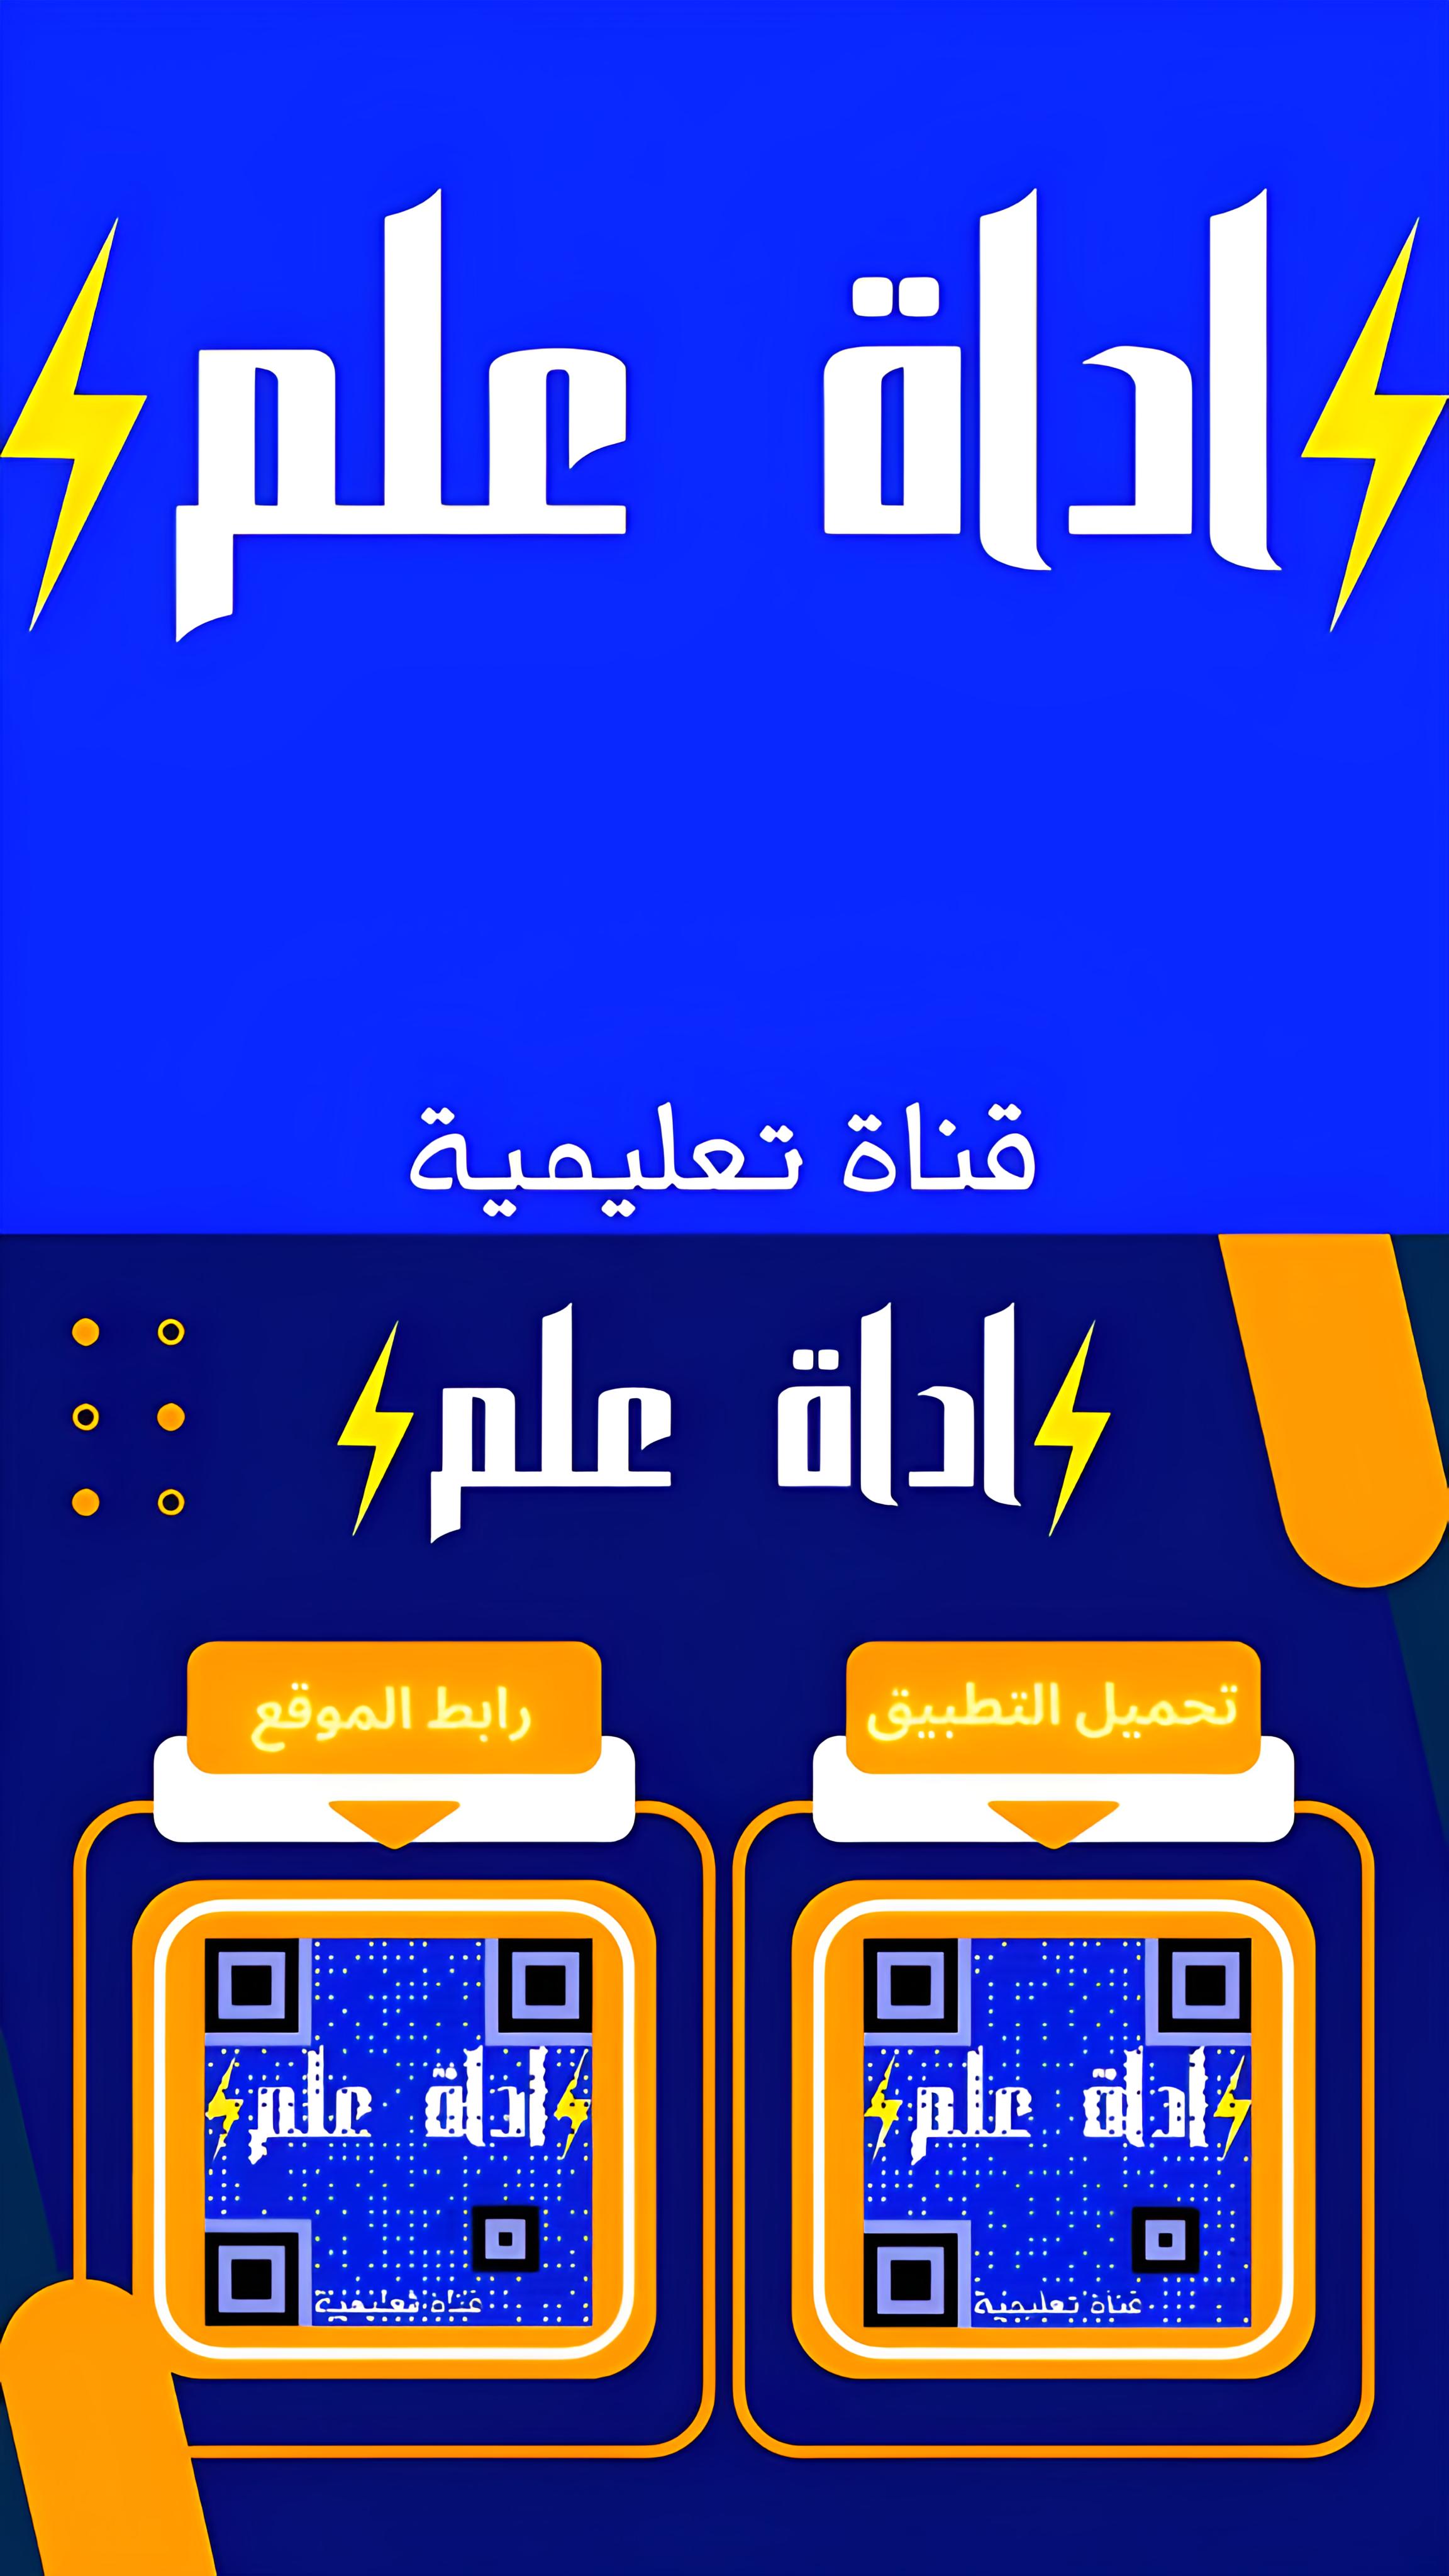 اداة علم
قناة تعليمية
اداة علم
تحميل التطبيق
رابط الموقع
اداة علم
اداة علم
قناة تعليمية
قناة تعليمية